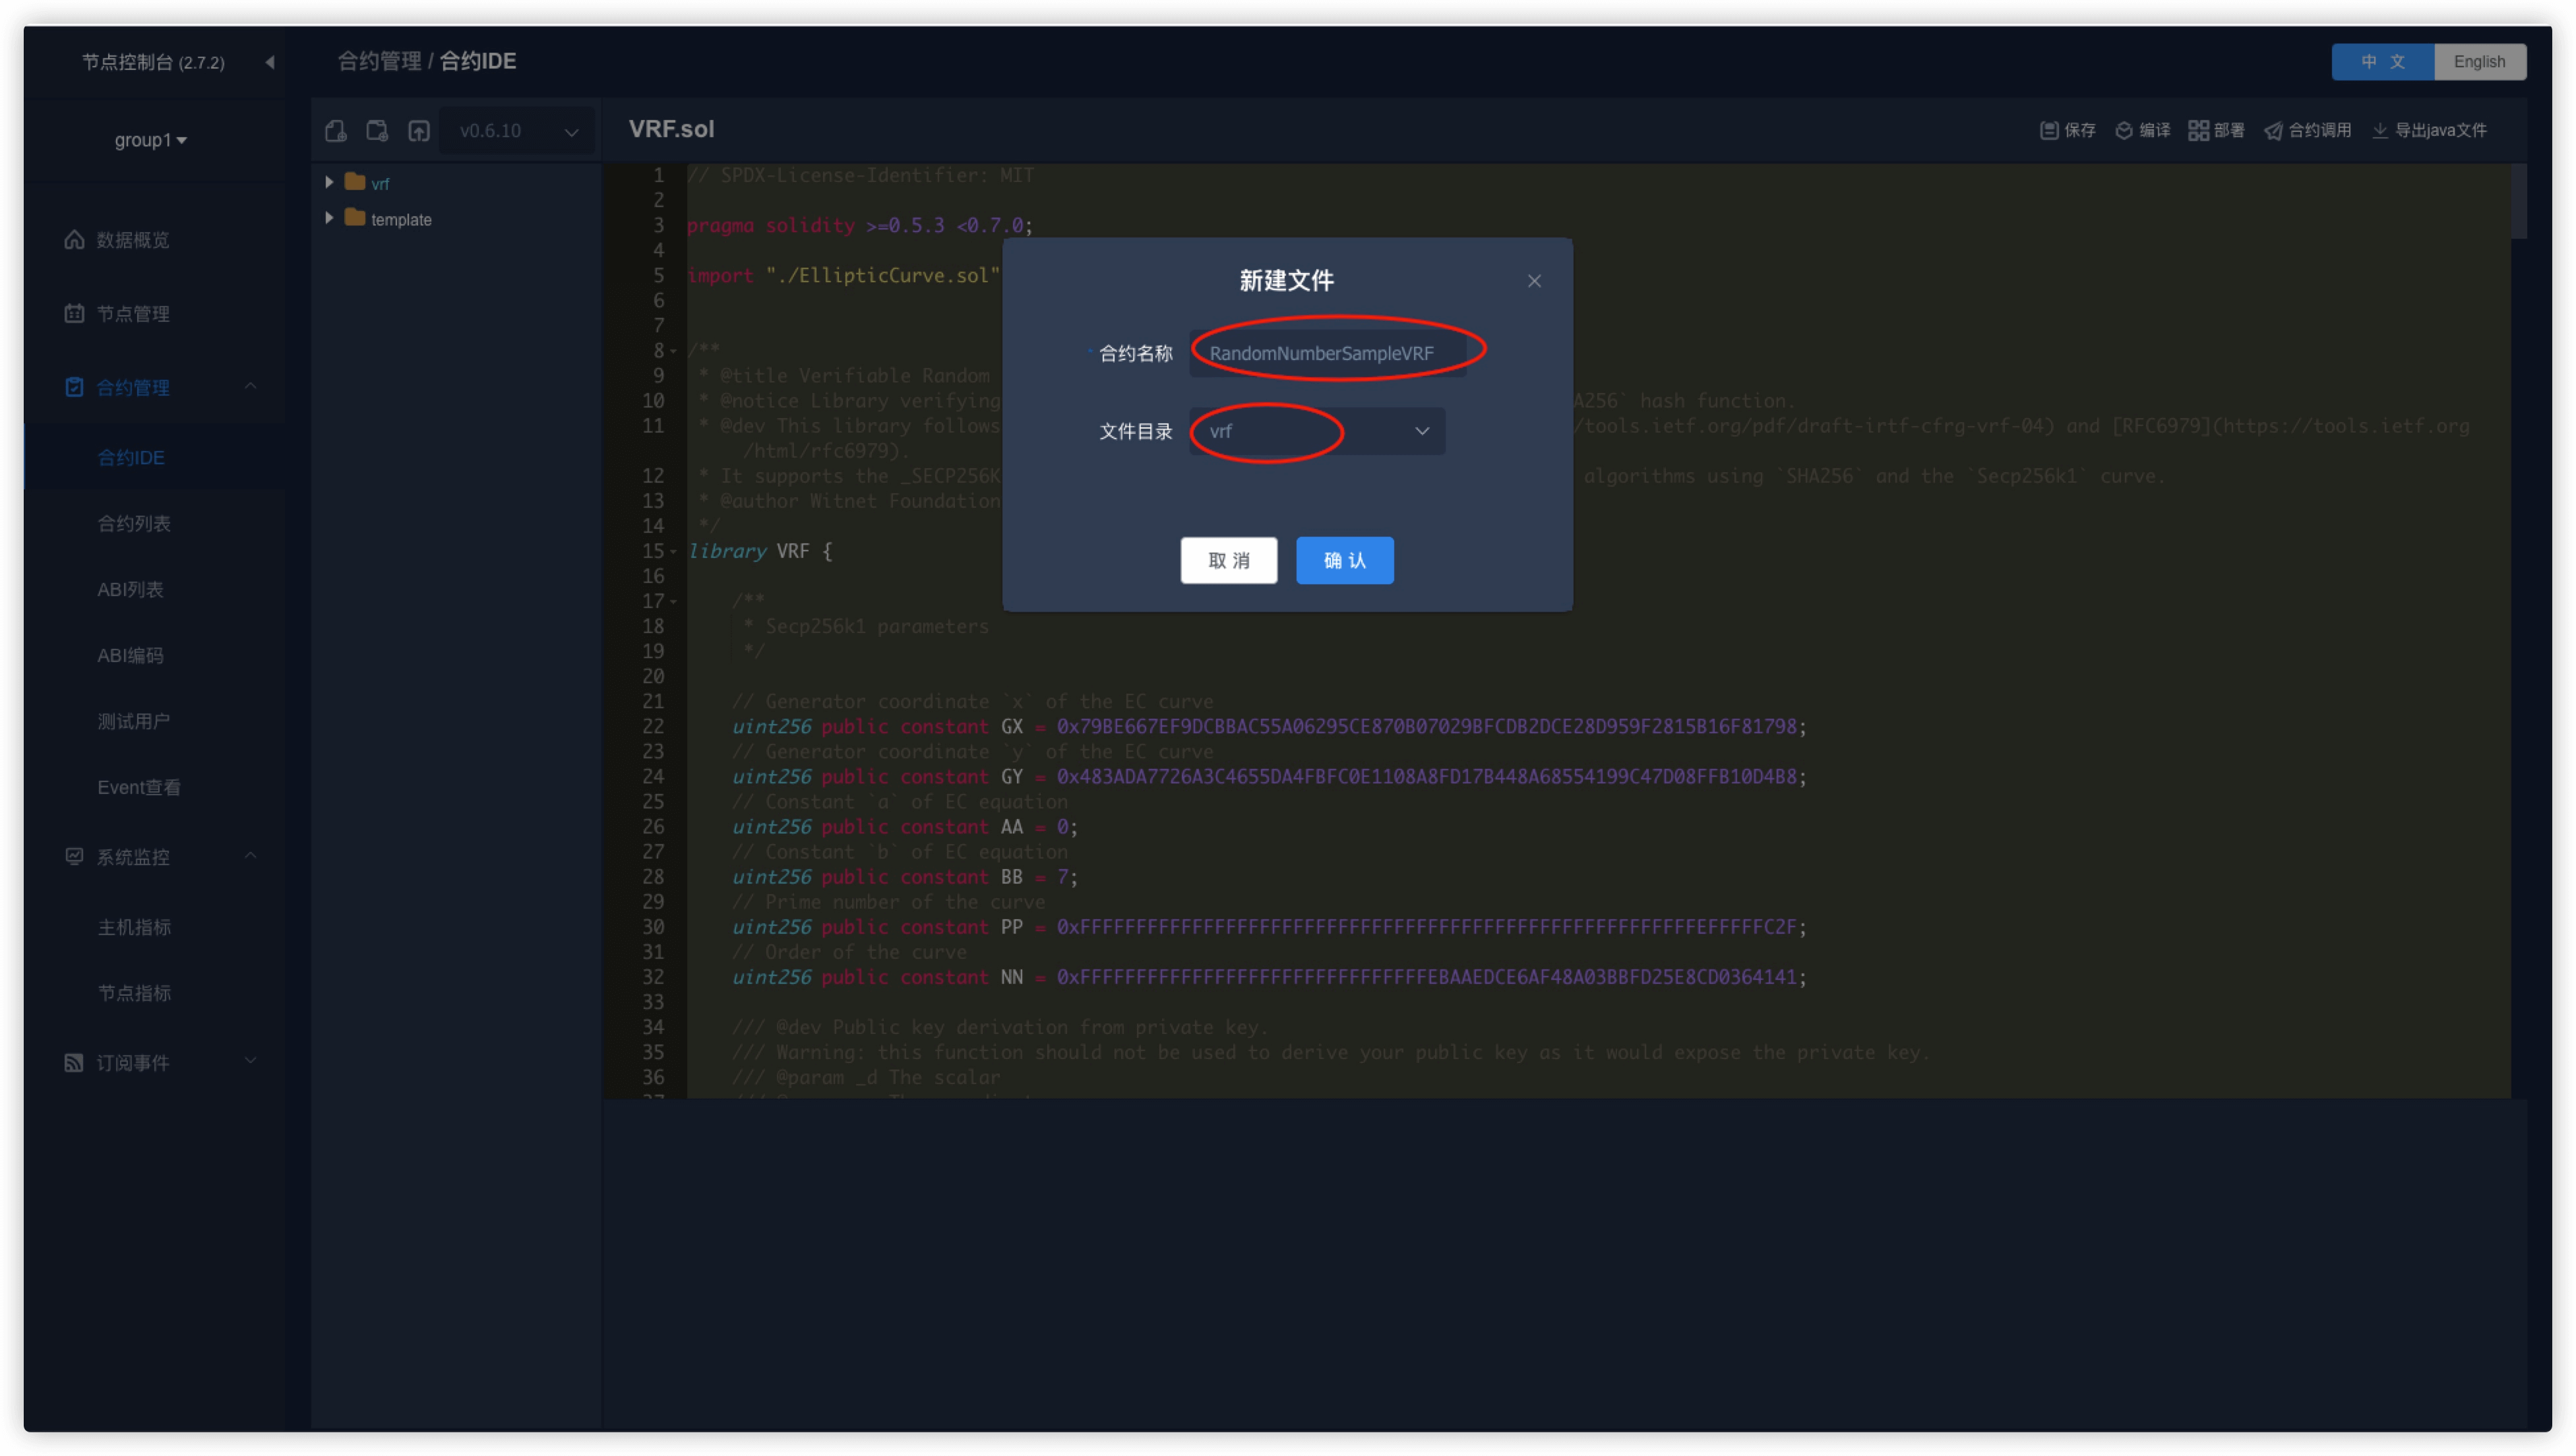 节点控制台 (2.7.2)
合约管理 / 合约IDE
中 文
English
group1
v0.6.10
VRF.sol
保存
编译
部署
合约调用
导出java文件
数据概览
节点管理
合约管理
合约IDE
合约列表
ABI列表
ABI编码
测试用户
Event查看
系统监控
主机指标
节点指标
订阅事件
vrf
template
1 // SPDX-License-Identifier: MIT
2
3 pragma solidity >=0.5.3 <0.7.0;
4
5 import "./EllipticCurve.sol"
6
7
8 /**
9 * @title Verifiable Random
10 * @notice Library verifying A256` hash function.
11 * @dev This library follows /tools.ietf.org/pdf/draft-irtf-cfrg-vrf-04) and [RFC6979](https://tools.ietf.org
/html/rfc6979).
12 * It supports the _SECP256K algorithms using `SHA256` and the `Secp256k1` curve.
13 * @author Witnet Foundation
14 */
15 library VRF {
16
17 /**
18 * Secp256k1 parameters
19 */
20
21 // Generator coordinate `x` of the EC curve
22 uint256 public constant GX = 0x79BE667EF9DCBBAC55A06295CE870B07029BFCDB2DCE28D959F2815B16F81798;
23 // Generator coordinate `y` of the EC curve
24 uint256 public constant GY = 0x483ADA7726A3C4655DA4FBFC0E1108A8FD17B448A68554199C47D08FFB10D4B8;
25 // Constant `a` of EC equation
26 uint256 public constant AA = 0;
27 // Constant `b` of EC equation
28 uint256 public constant BB = 7;
29 // Prime number of the curve
30 uint256 public constant PP = 0xFFFFFFFFFFFFFFFFFFFFFFFFFFFFFFFFFFFFFFFFFFFFFFFFFFFFFFFEFFFFFC2F;
31 // Order of the curve
32 uint256 public constant NN = 0xFFFFFFFFFFFFFFFFFFFFFFFFFFFFFFFEBAAEDCE6AF48A03BBFD25E8CD0364141;
33
34 /// @dev Public key derivation from private key.
35 /// Warning: this function should not be used to derive your public key as it would expose the private key.
36 /// @param _d The scalar
新建文件
合约名称
RandomNumberSampleVRF
文件目录
vrf
取 消
确 认